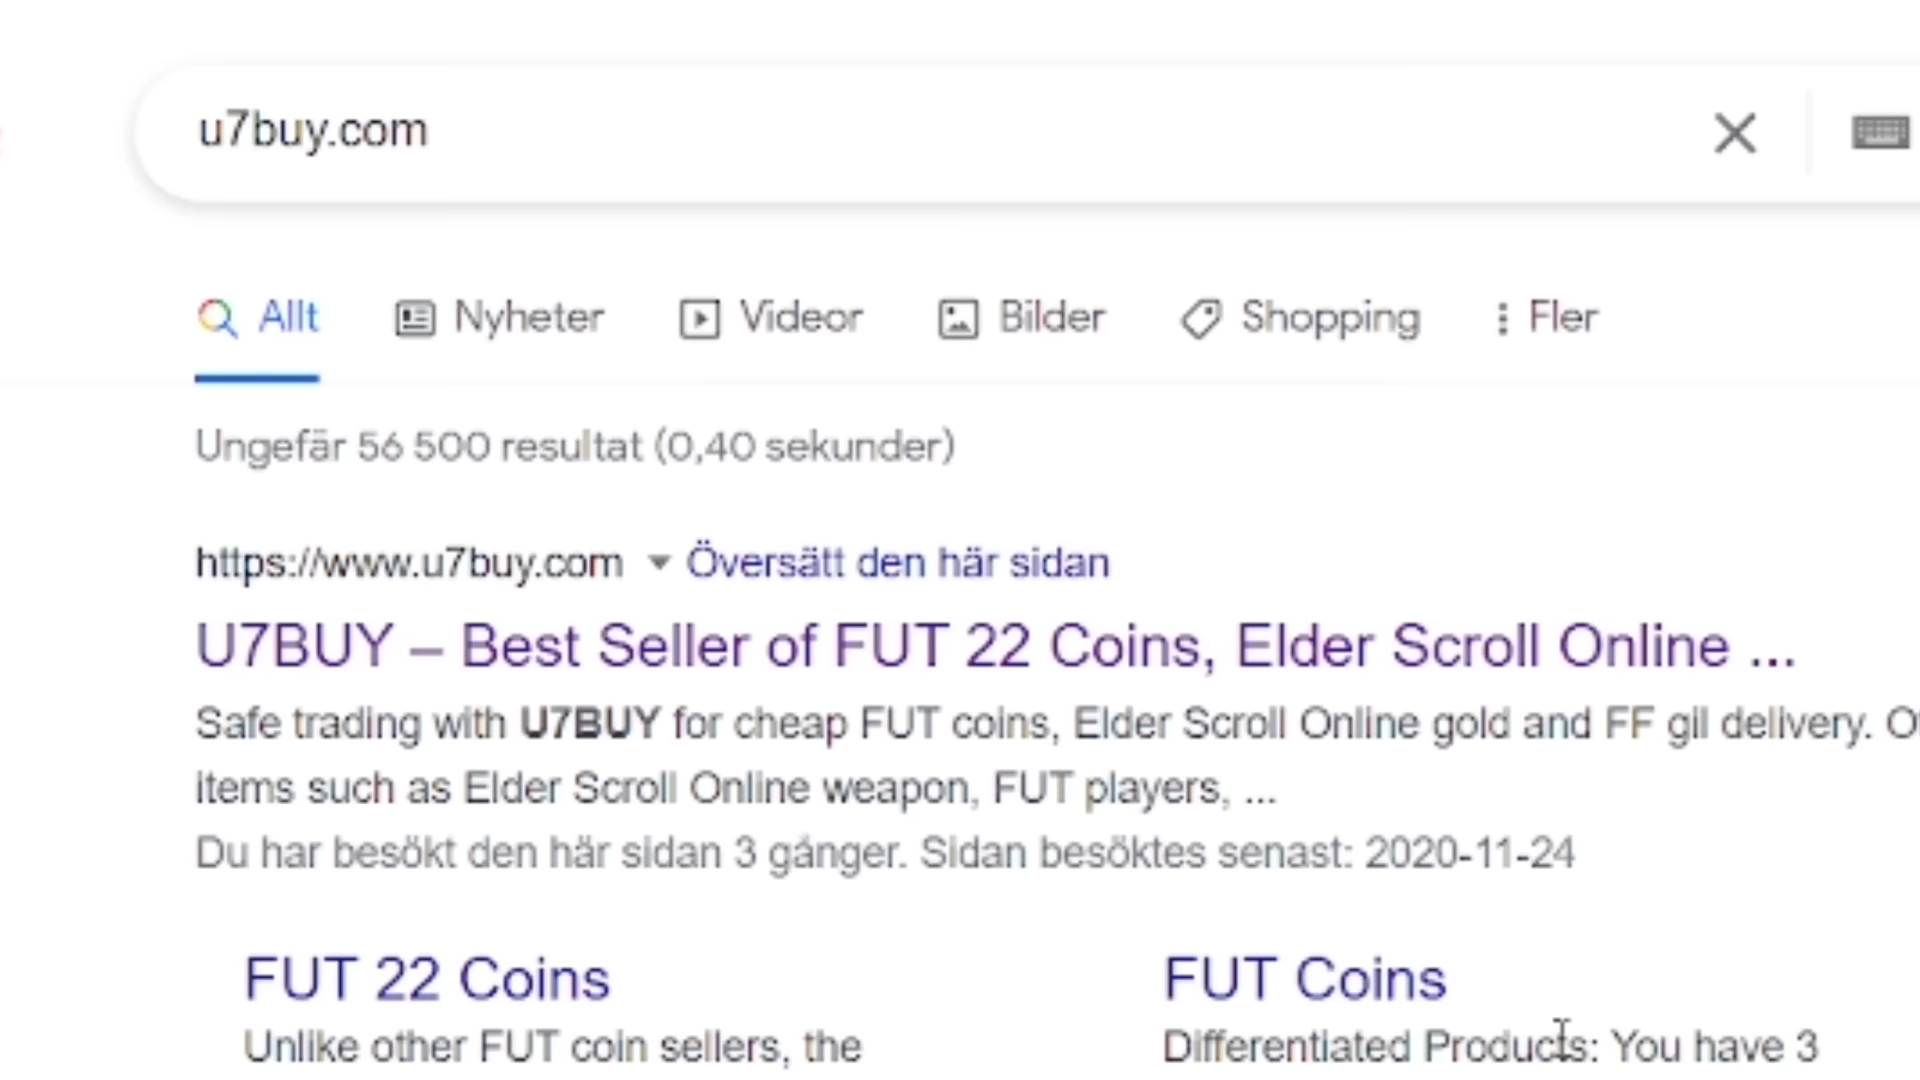 u7buy.com
Allt Nyheter Videor Bilder Shopping Fler
Ungefär 56 500 resultat (0,40 sekunder)
https://www.u7buy.com Översätt den här sidan
U7BUY – Best Seller of FUT 22 Coins, Elder Scroll Online ...
Safe trading with U7BUY for cheap FUT coins, Elder Scroll Online gold and FF gil delivery.
items such as Elder Scroll Online weapon, FUT players, ...
Du har besökt den här sidan 3 gånger. Sidan besöktes senast: 2020-11-24
FUT 22 Coins
Unlike other FUT coin sellers, the
FUT Coins
Differentiated Products: You have 3